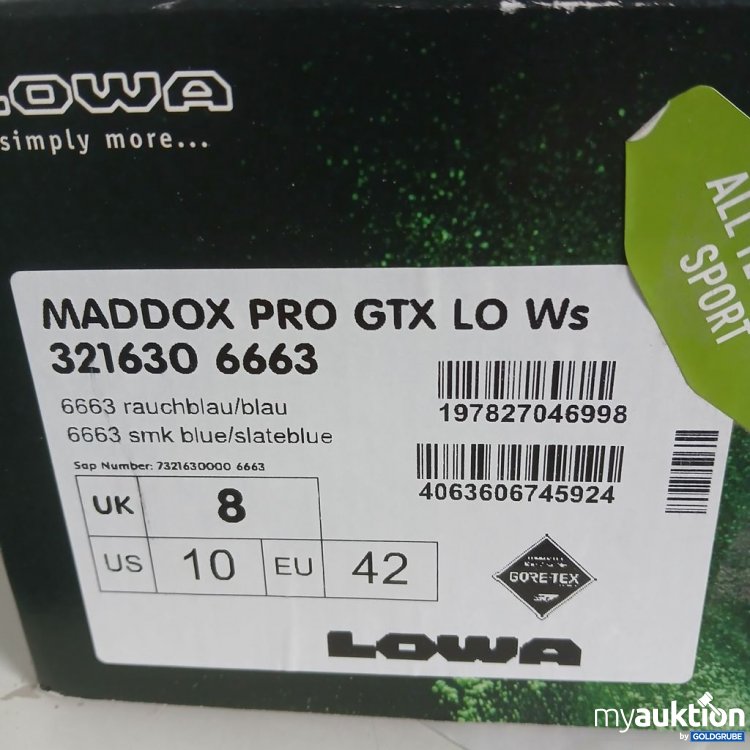 LOWA
simply more...
ALL
SPORT
MADDOX PRO GTX LO Ws
321630 6663
6663 rauchblau/blau
6663 smk blue/slateblue
Sap Number: 7321630000 6663
197827046998
4063606745924
UK 8
US 10 EU 42
GORE-TEX
LOWA
myauktion
by GOLDGRUBE